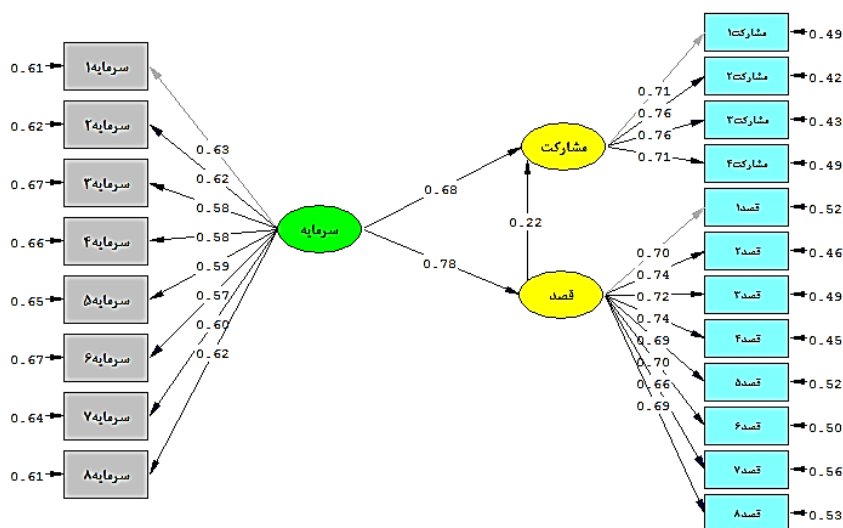 0.61
سرمایه۱
0.62
سرمایه۲
0.67
سرمایه۳
0.66
سرمایه۴
0.65
سرمایه۵
0.67
سرمایه۶
0.64
سرمایه۷
0.61
سرمایه۸
0.63
0.62
0.58
0.58
0.59
0.57
0.60
0.62
سرمایه
0.68
0.78
مشارکت
0.22
قصد
0.71
0.76
0.76
0.71
0.70
0.74
0.72
0.74
0.69
0.70
0.66
0.69
مشارکت۱
0.49
مشارکت۲
0.42
مشارکت۳
0.43
مشارکت۴
0.49
قصد۱
0.52
قصد۲
0.46
قصد۳
0.49
قصد۴
0.45
قصد۵
0.52
قصد۶
0.50
قصد۷
0.56
قصد۸
0.53